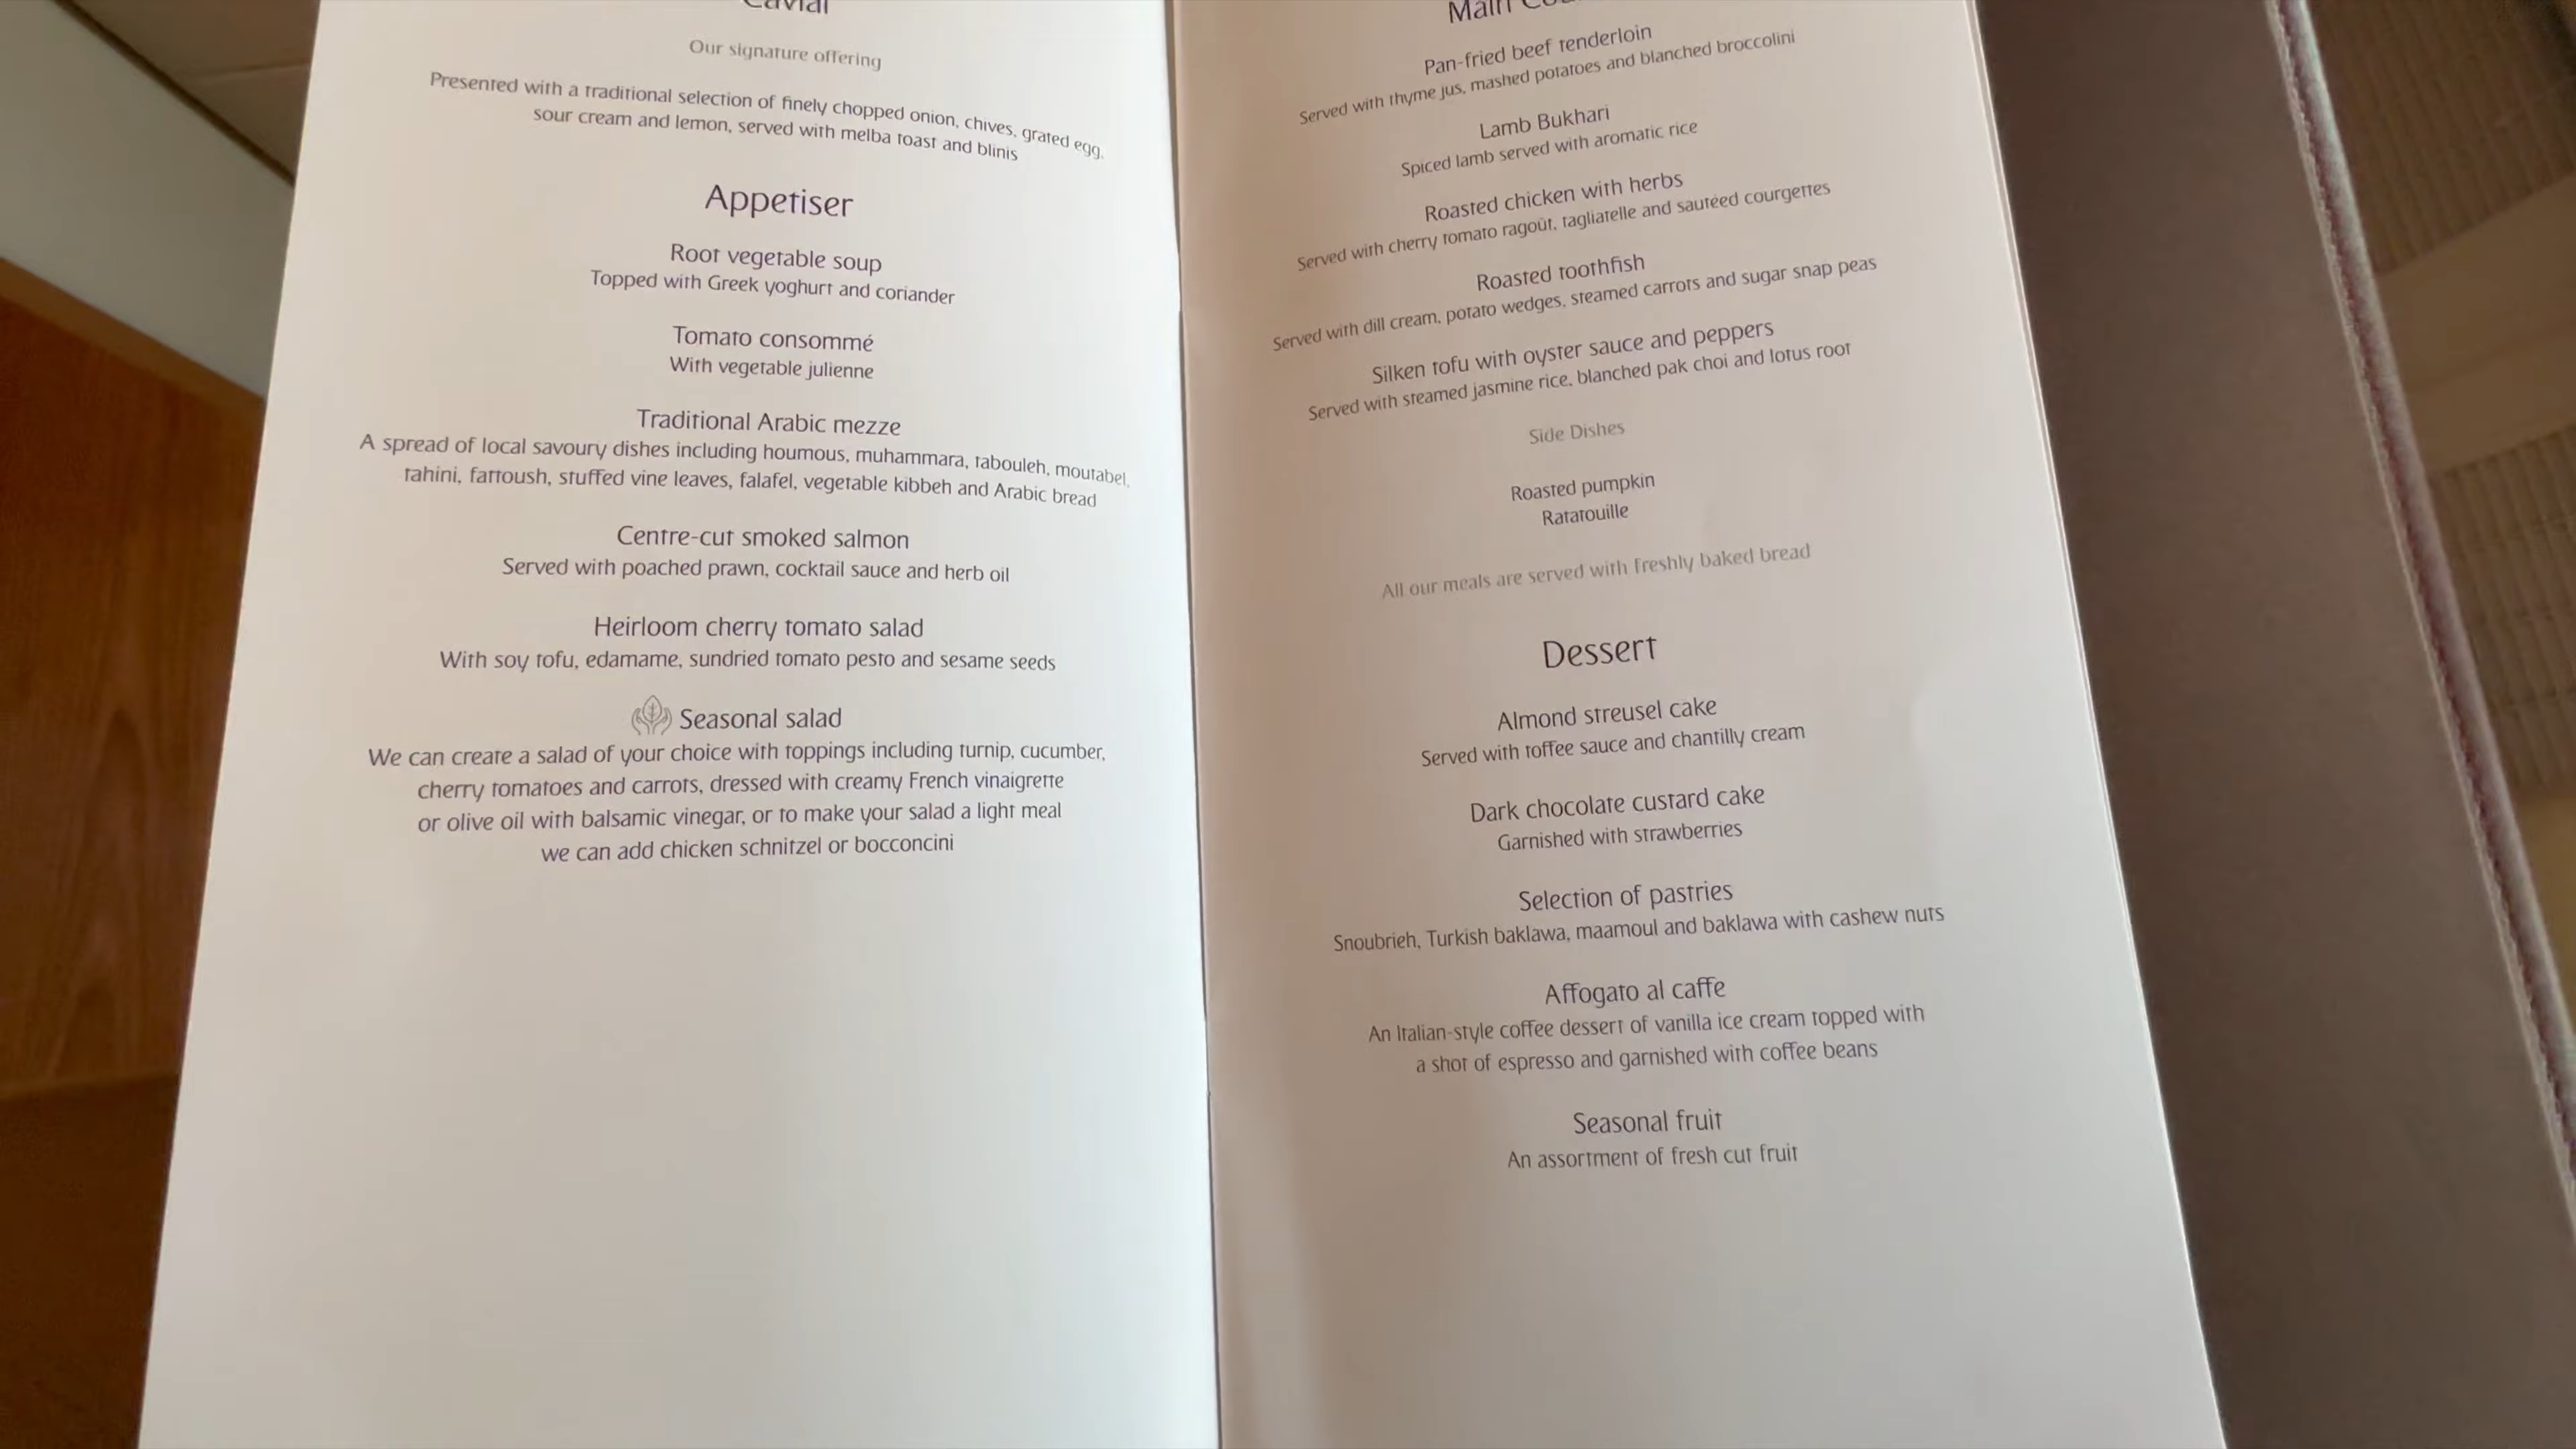 Caviar
Our signature offering
Presented with a traditional selection of finely chopped onion, chives, grated egg,
sour cream and lemon, served with melba toast and blinis
Appetiser
Root vegetable soup
Topped with Greek yoghurt and coriander
Tomato consommé
With vegetable julienne
Traditional Arabic mezze
A spread of local savoury dishes including houmous, muhammara, tabouleh, moutabel,
tahini, fattoush, stuffed vine leaves, falafel, vegetable kibbeh and Arabic bread
Centre-cut smoked salmon
Served with poached prawn, cocktail sauce and herb oil
Heirloom cherry tomato salad
With soy tofu, edamame, sundried tomato pesto and sesame seeds
Seasonal salad
We can create a salad of your choice with toppings including turnip, cucumber,
cherry tomatoes and carrots, dressed with creamy French vinaigrette
or olive oil with balsamic vinegar, or to make your salad a light meal
we can add chicken schnitzel or bocconcini
Main
Pan-fried beef tenderloin
Served with thyme jus, mashed potatoes and blanched broccolini
Lamb Bukhari
Spiced lamb served with aromatic rice
Roasted chicken with herbs
Served with cherry tomato ragoût, tagliatelle and sautéed courgettes
Roasted toothfish
Served with dill cream, potato wedges, steamed carrots and sugar snap peas
Silken tofu with oyster sauce and peppers
Served with steamed jasmine rice, blanched pak choi and lotus root
Side Dishes
Roasted pumpkin
Ratatouille
All our meals are served with freshly baked bread
Dessert
Almond streusel cake
Served with toffee sauce and chantilly cream
Dark chocolate custard cake
Garnished with strawberries
Selection of pastries
Snoubrieh, Turkish baklawa, maamoul and baklawa with cashew nuts
Affogato al caffe
An Italian-style coffee dessert of vanilla ice cream topped with
a shot of espresso and garnished with coffee beans
Seasonal fruit
An assortment of fresh cut fruit